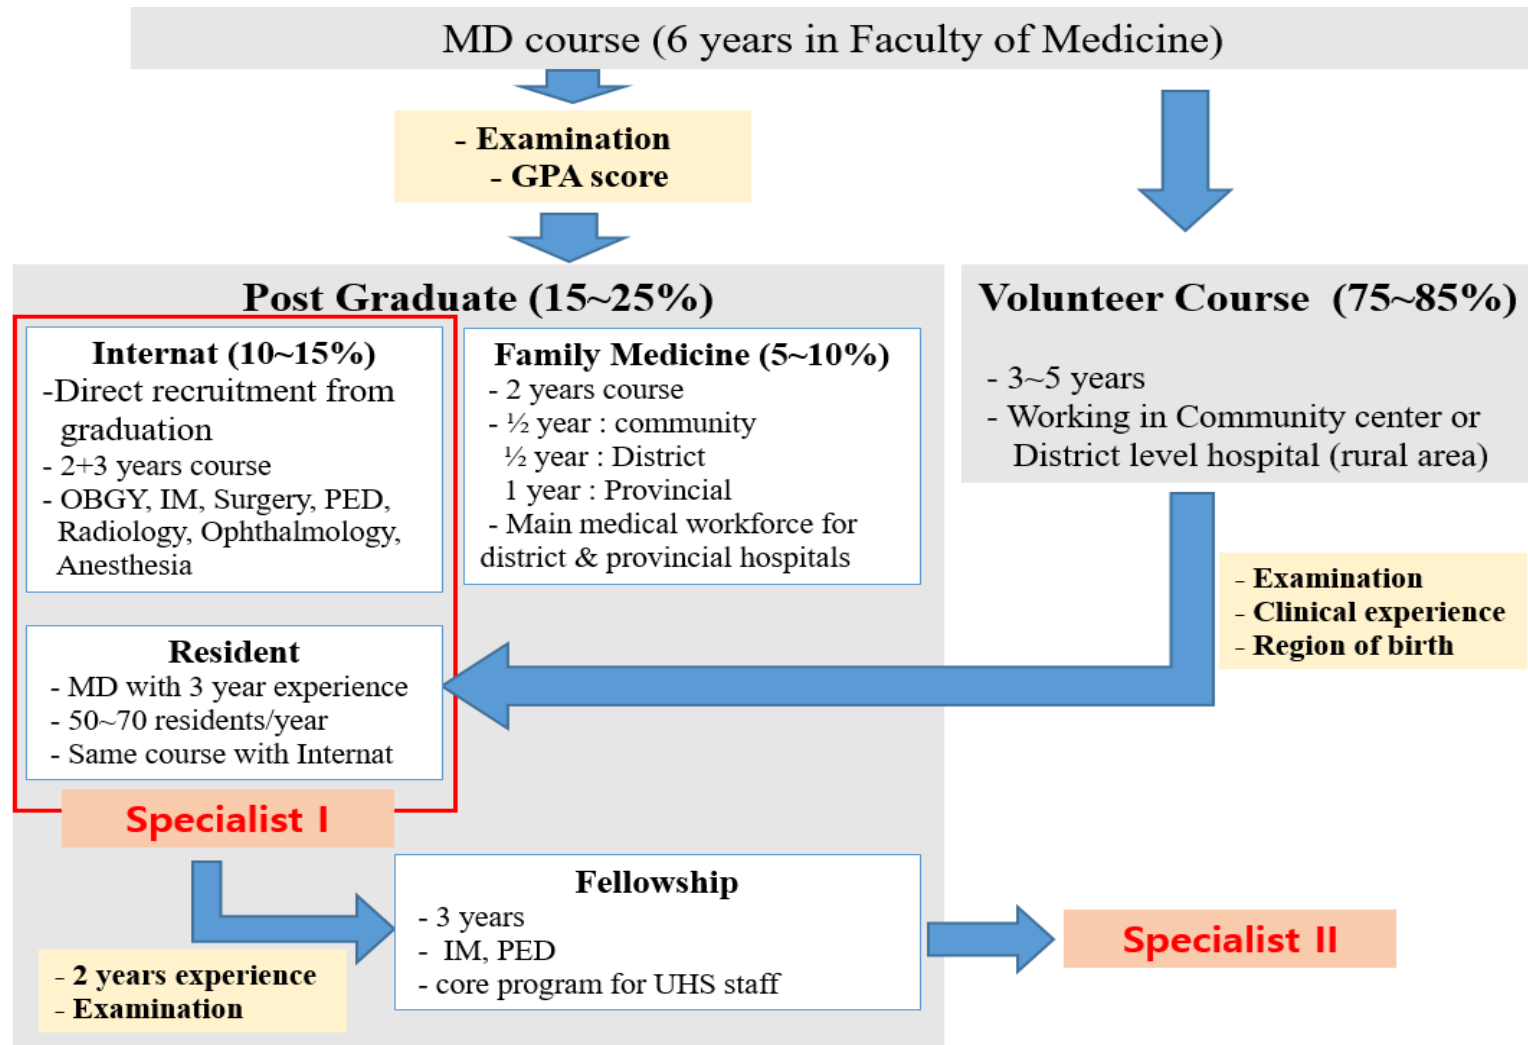 MD course (6 years in Faculty of Medicine)
- Examination
- GPA score
Post Graduate (15~25%)
Internat (10~15%)
-Direct recruitment from
graduation
- 2+3 years course
- OBGY, IM, Surgery, PED,
Radiology, Ophthalmology,
Anesthesia
Family Medicine (5~10%)
- 2 years course
- ½ year : community
½ year : District
1 year : Provincial
- Main medical workforce for
district & provincial hospitals
Volunteer Course (75~85%)
- 3~5 years
- Working in Community center or
District level hospital (rural area)
- Examination
- Clinical experience
- Region of birth
Resident
- MD with 3 year experience
- 50~70 residents/year
- Same course with Internat
Specialist I
- 2 years experience
- Examination
Fellowship
- 3 years
- IM, PED
- core program for UHS staff
Specialist II